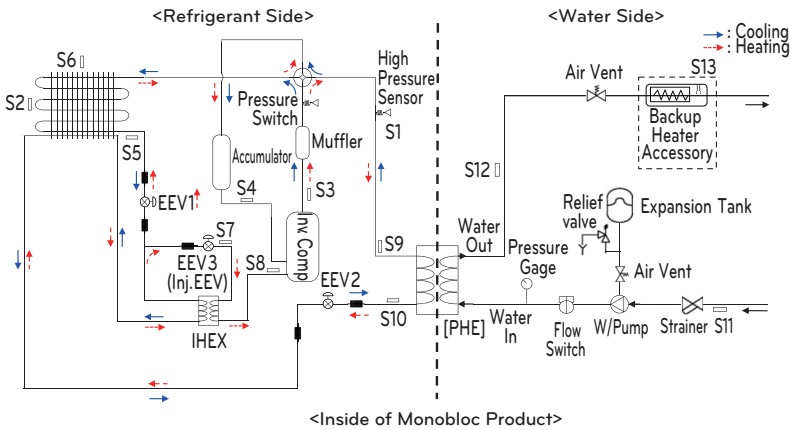 <Refrigerant Side>
<Water Side>
: Cooling
: Heating
S6
S2
S5
High
Pressure
Sensor
S1
Pressure
Switch
Muffler
Accumulator
S4
S3
EEV1
S7
EEV3
(Inj.EEV)
S8
Inv Comp
IHEX
EEV2
S9
S10
[PHE]
Air Vent
S13
Backup
Heater
Accessory
S12
Water
Out
Relief
valve
Expansion Tank
Pressure
Gage
Air Vent
Water
In
Flow
Switch
W/Pump
Strainer
S11
<Inside of Monobloc Product>